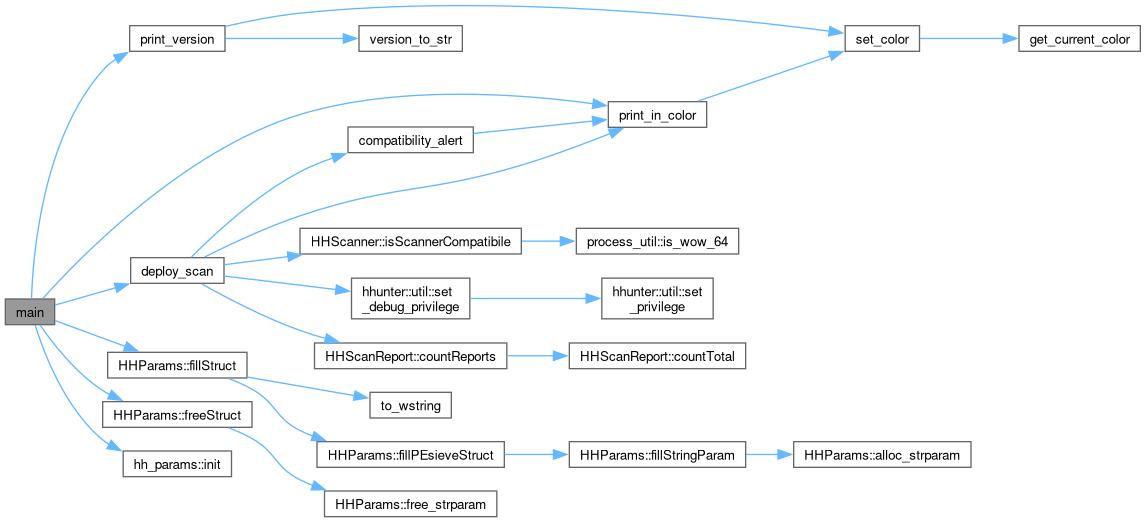 print_version
version_to_str
set_color
get_current_color
print_in_color
compatibility_alert
HHScanner::isScannerCompatibile
process_util::is_wow_64
deploy_scan
hhunter::util::set
_debug_privilege
hhunter::util::set
_privilege
main
HHScanReport::countReports
HHScanReport::countTotal
HHParams::fillStruct
to_wstring
HHParams::freeStruct
HHParams::fillPEsieveStruct
HHParams::fillStringParam
HHParams::alloc_strparam
hh_params::init
HHParams::free_strparam